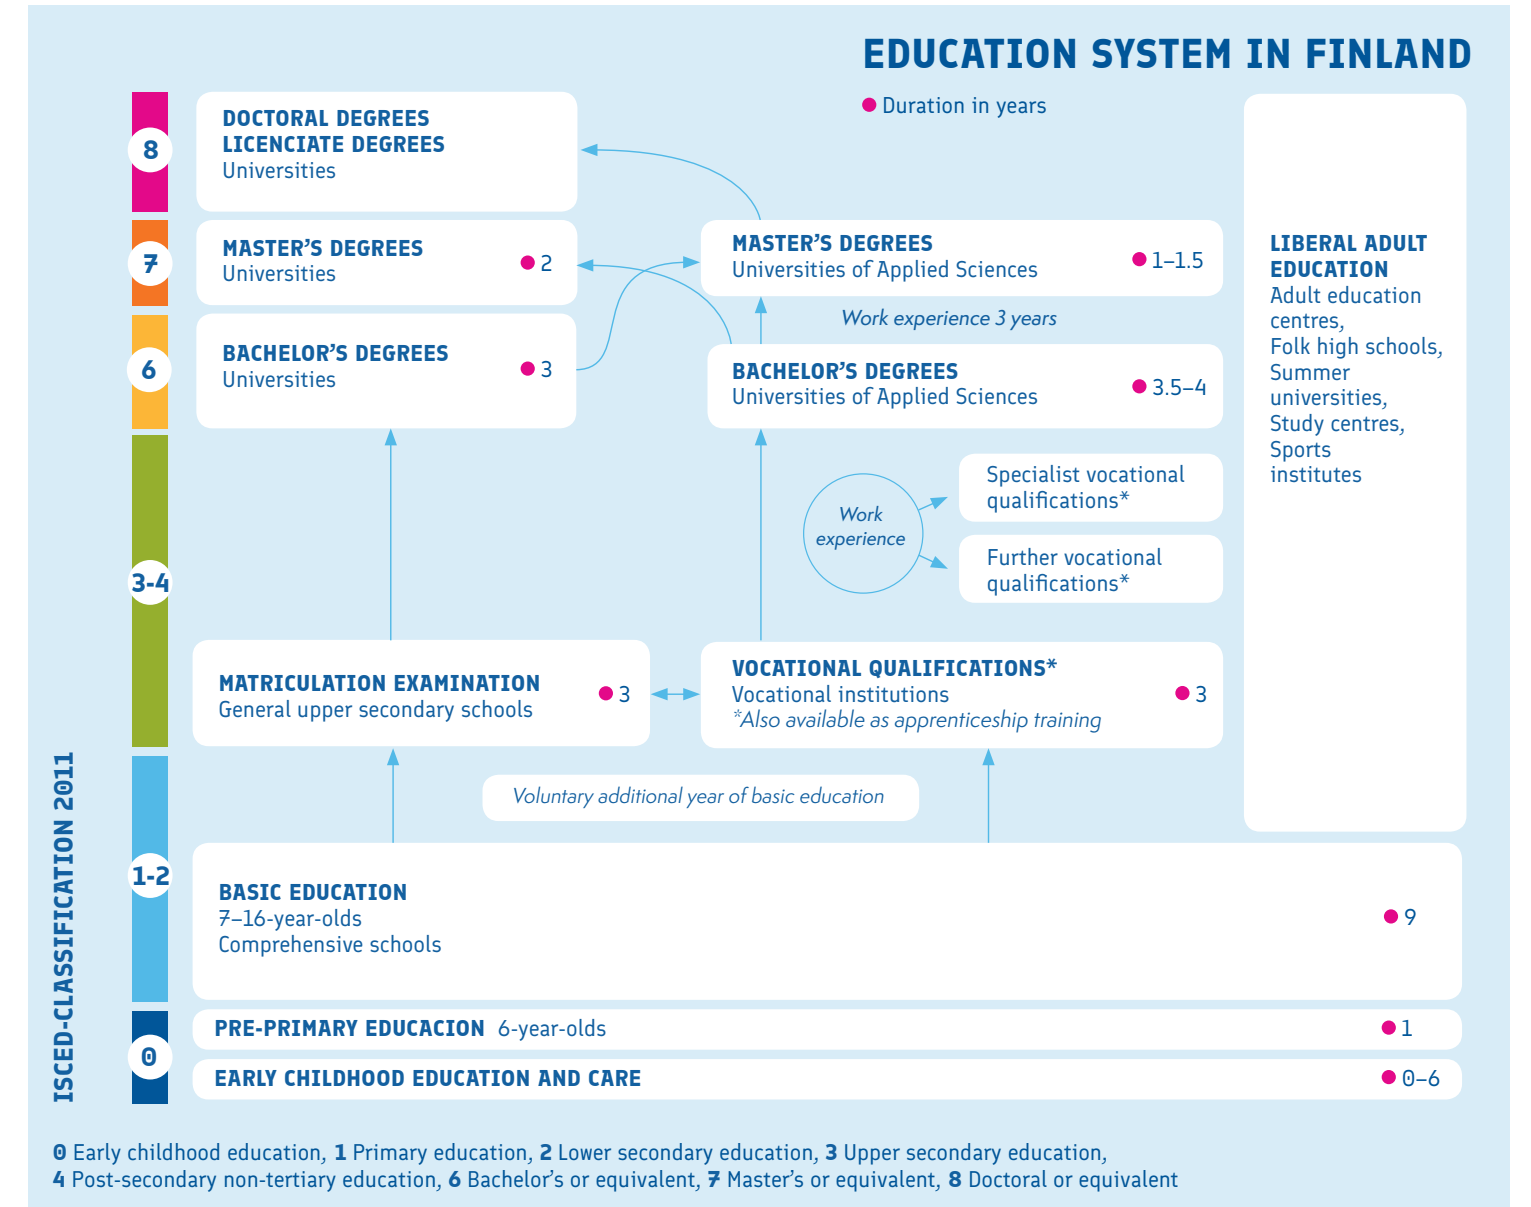 EDUCATION SYSTEM IN FINLAND
Duration in years
8
DOCTORAL DEGREES
LICENCIATE DEGREES
Universities
7
MASTER’S DEGREES
Universities
2
MASTER’S DEGREES
Universities of Applied Sciences
1–1.5
Work experience 3 years
6
BACHELOR’S DEGREES
Universities
3
BACHELOR’S DEGREES
Universities of Applied Sciences
3.5–4
LIBERAL ADULT
EDUCATION
Adult education
centres,
Folk high schools,
Summer
universities,
Study centres,
Sports
institutes
3-4
Work
experience
Specialist vocational
qualifications*
Further vocational
qualifications*
MATRICULATION EXAMINATION
General upper secondary schools
3
VOCATIONAL QUALIFICATIONS*
Vocational institutions
*Also available as apprenticeship training
3
Voluntary additional year of basic education
ISCED-CLASSIFICATION 2011
1-2
BASIC EDUCATION
7–16-year-olds
Comprehensive schools
9
0
PRE-PRIMARY EDUCACION 6-year-olds
1
EARLY CHILDHOOD EDUCATION AND CARE
0–6
0 Early childhood education, 1 Primary education, 2 Lower secondary education, 3 Upper secondary education,
4 Post-secondary non-tertiary education, 6 Bachelor’s or equivalent, 7 Master’s or equivalent, 8 Doctoral or equivalent